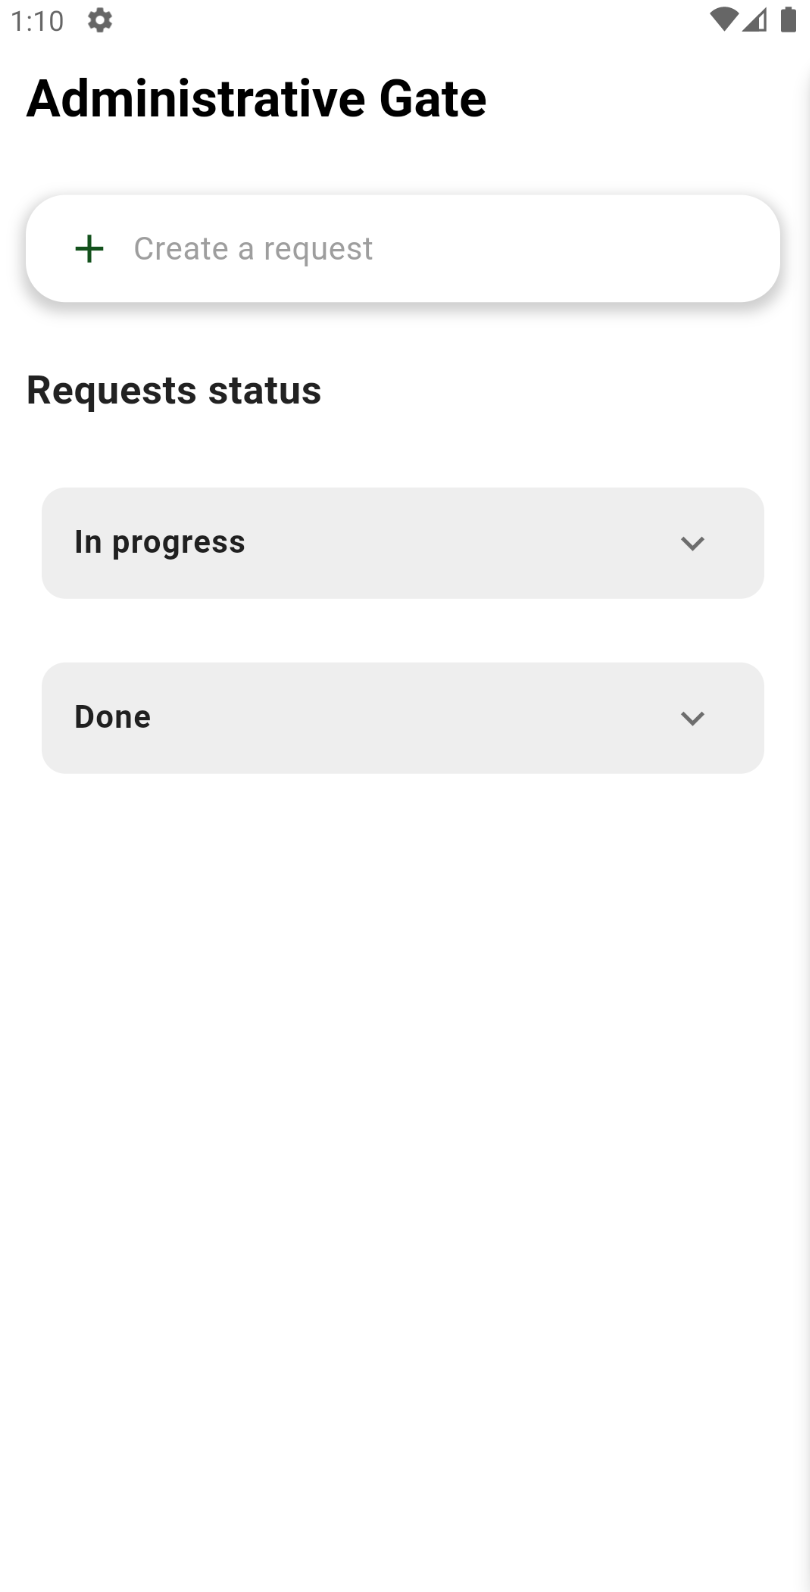 1:10
Administrative Gate
Create a request
Requests status
In progress
Done